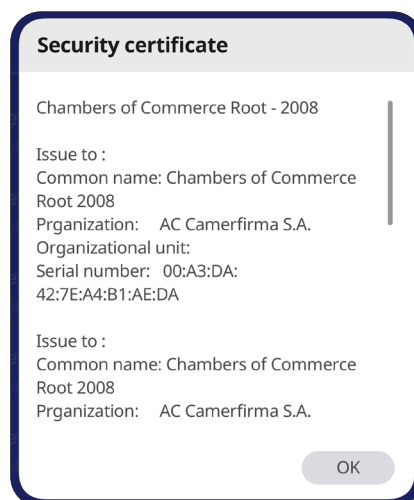 Security certificate
Chambers of Commerce Root - 2008
Issue to :
Common name: Chambers of Commerce
Root 2008
Prganization: AC Camerfirma S.A.
Organizational unit:
Serial number: 00:A3:DA:
42:7E:A4:B1:AE:DA
Issue to :
Common name: Chambers of Commerce
Root 2008
Prganization: AC Camerfirma S.A.
OK